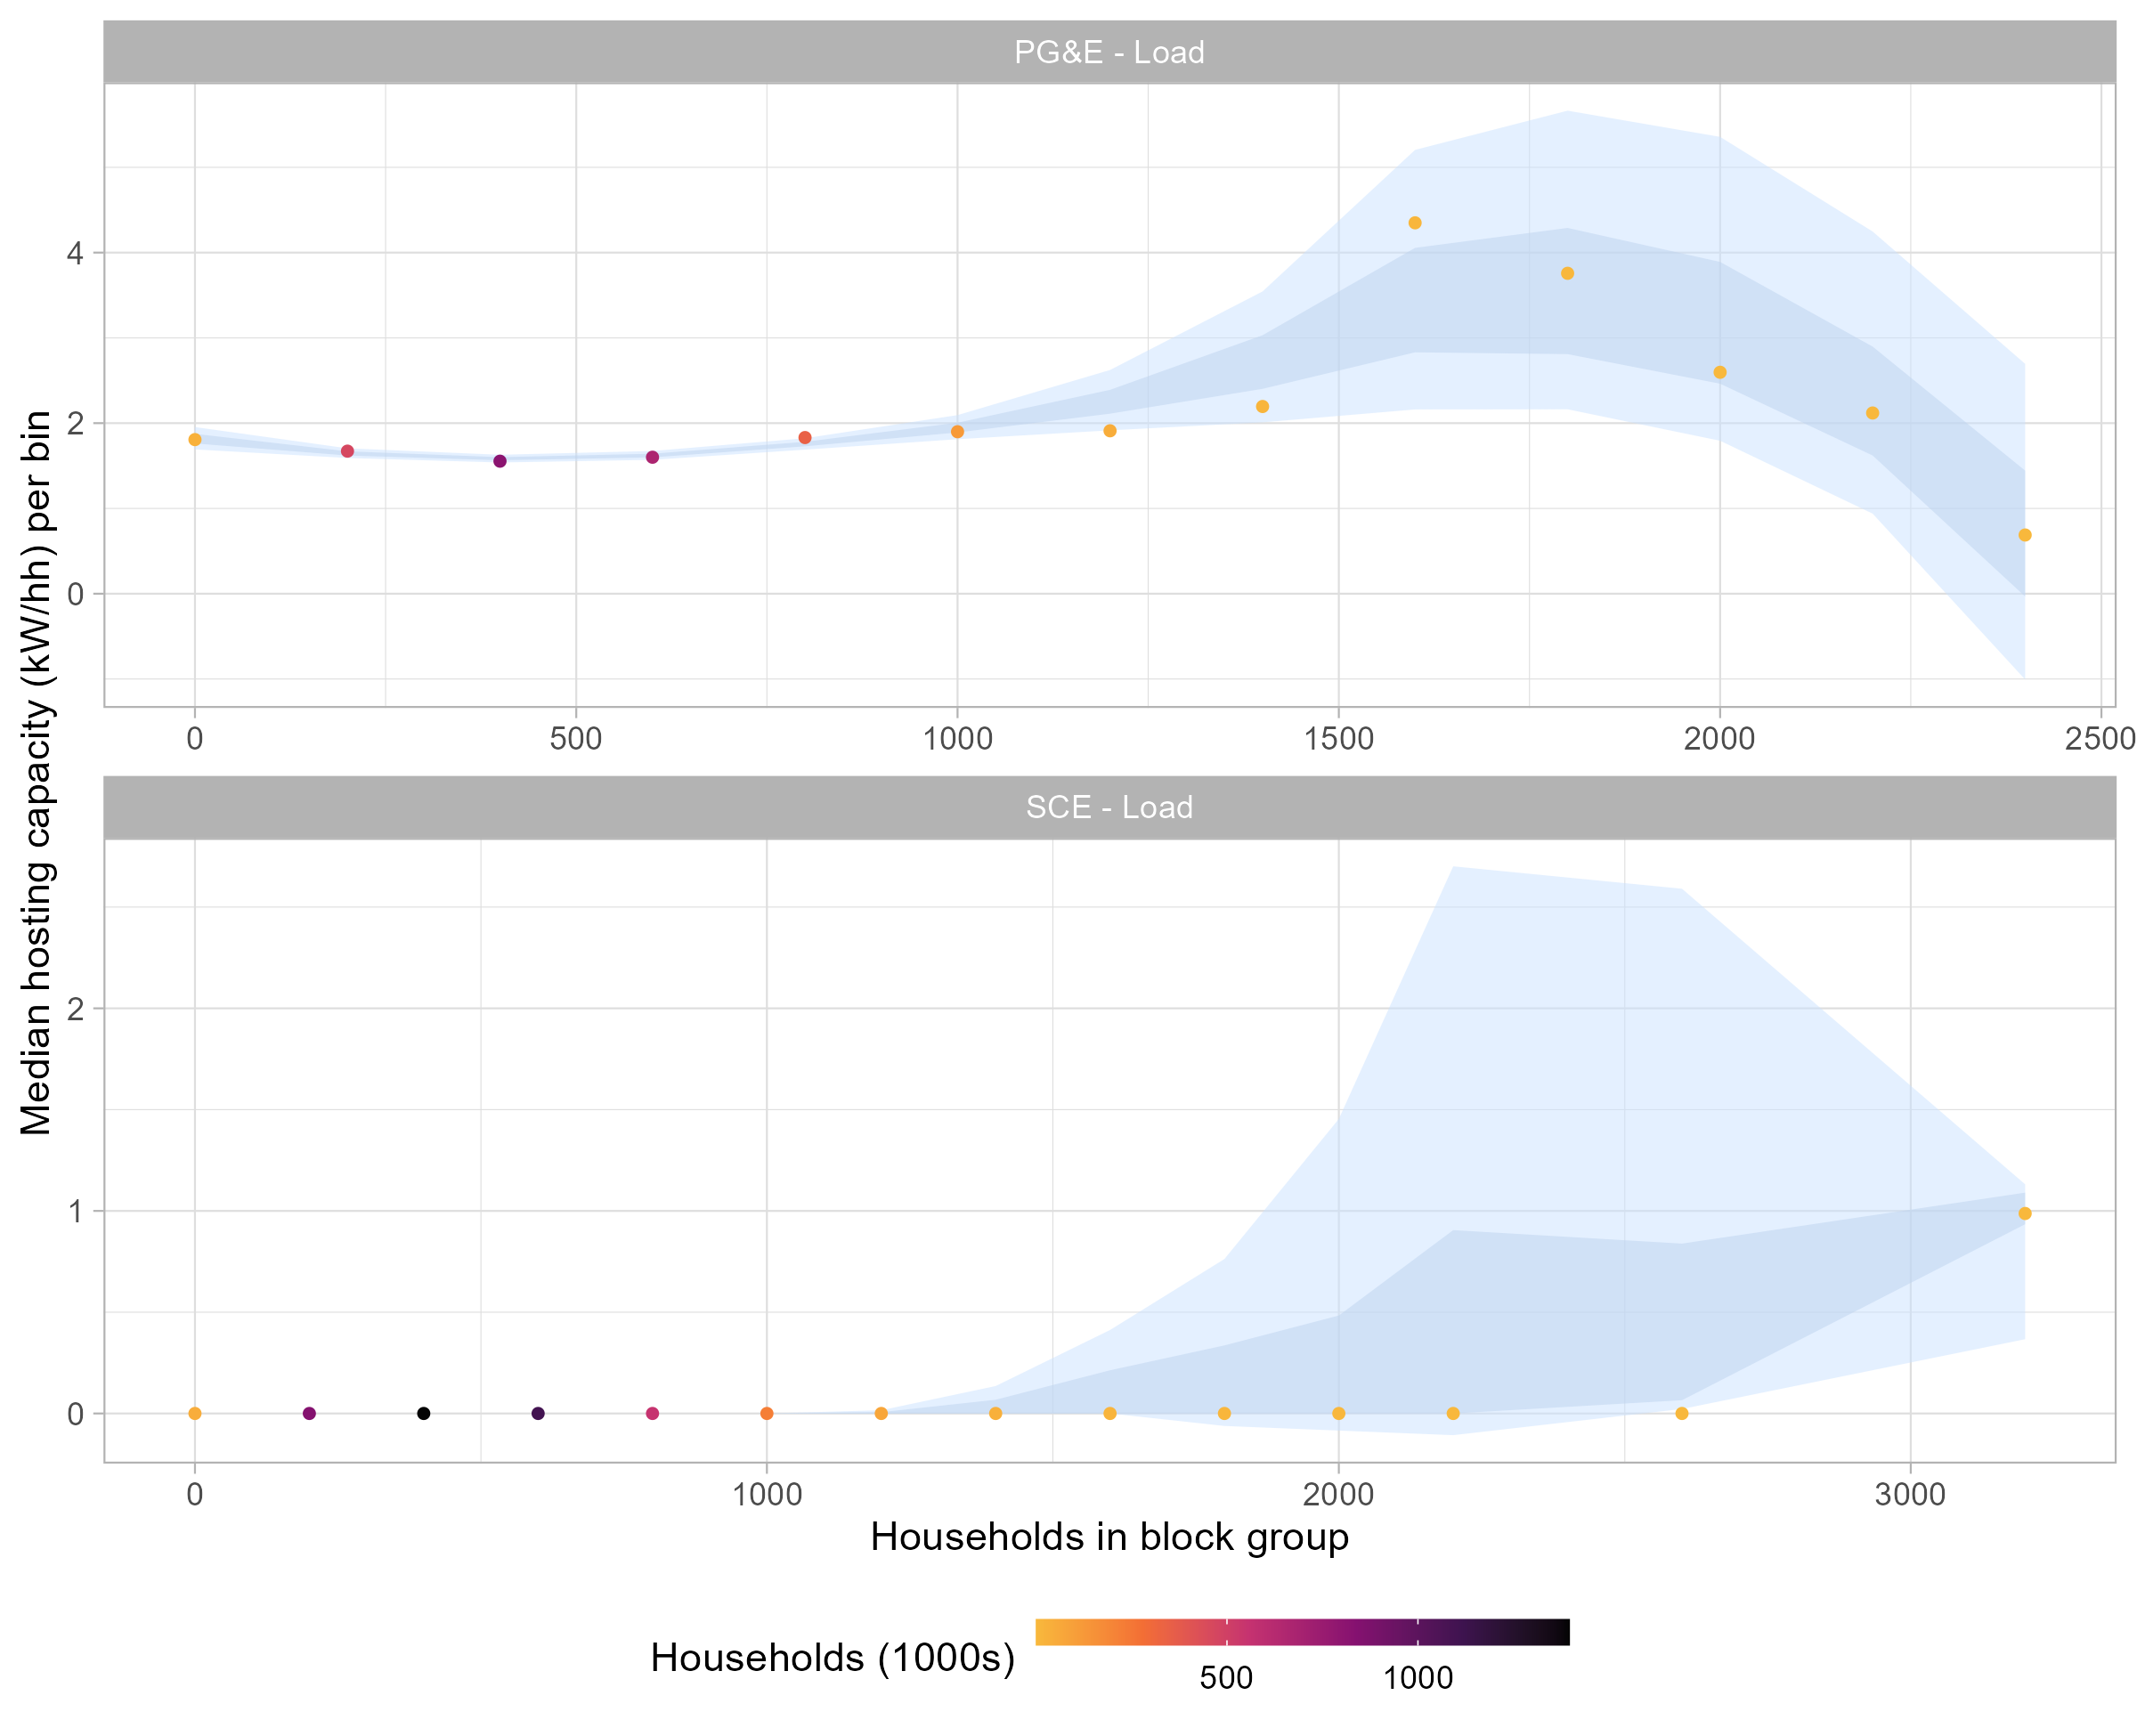 PG&E - Load
4
2
0
0 500 1000 1500 2000 2500
SCE - Load
2
1
0
0 1000 2000 3000
Median hosting capacity (kW/hh) per bin
Households in block group
Households (1000s)
500 1000